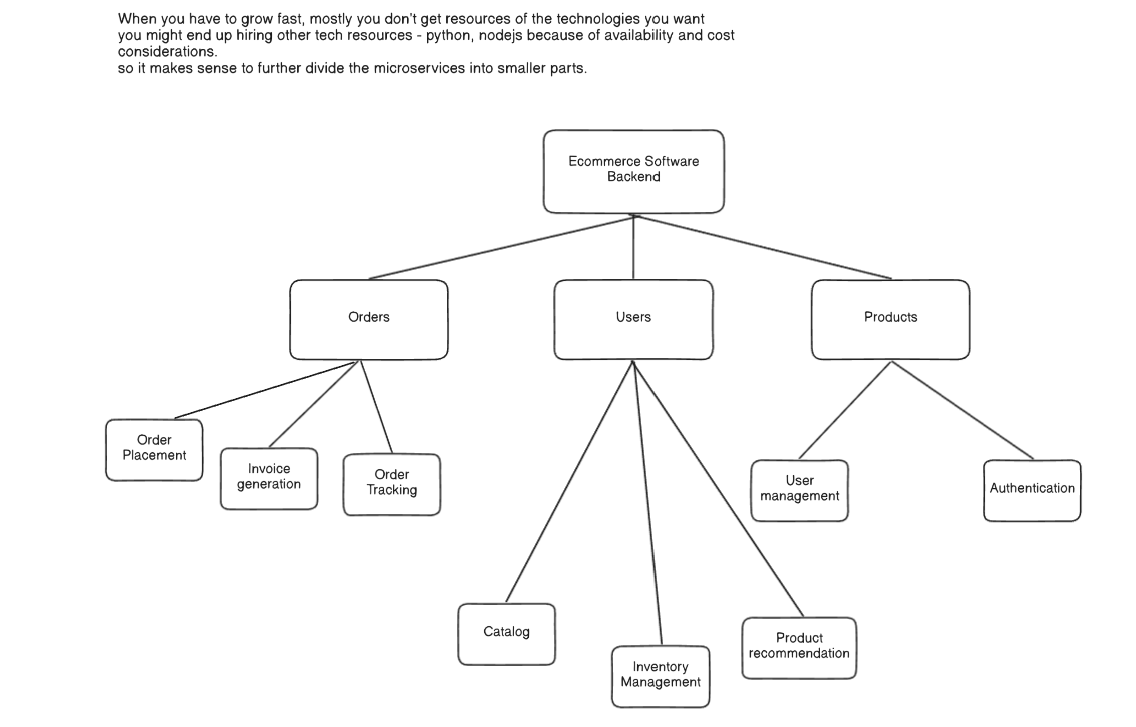 When you have to grow fast, mostly you don't get resources of the technologies you want
you might end up hiring other tech resources - python, nodejs because of availability and cost
considerations.
so it makes sense to further divide the microservices into smaller parts.
Ecommerce Software
Backend
Orders
Users
Products
Order
Placement
Invoice
generation
Order
Tracking
User
management
Authentication
Catalog
Inventory
Management
Product
recommendation